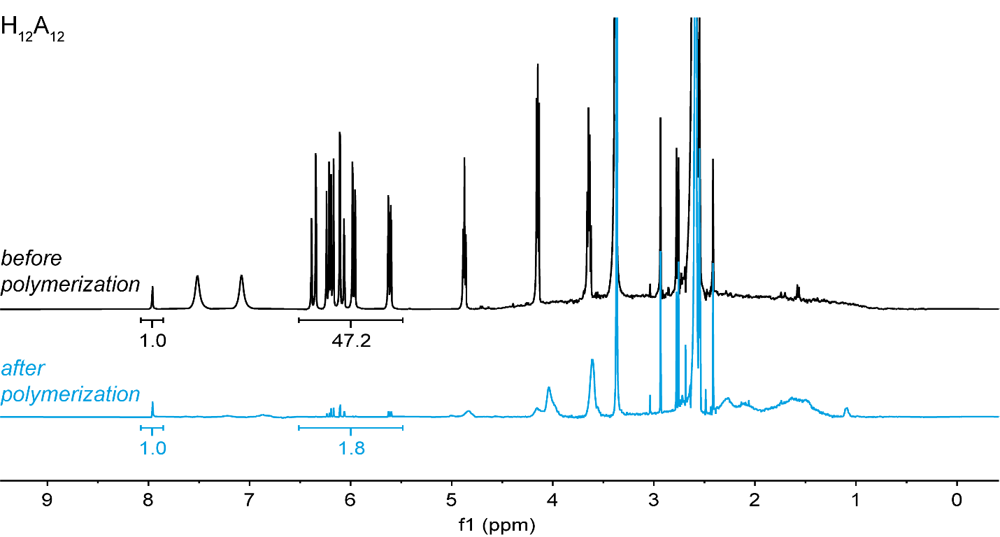 H₁₂A₁₂
before
polymerization
1.0 47.2
after
polymerization
1.0 1.8
9 8 7 6 5 4 3 2 1 0
f1 (ppm)